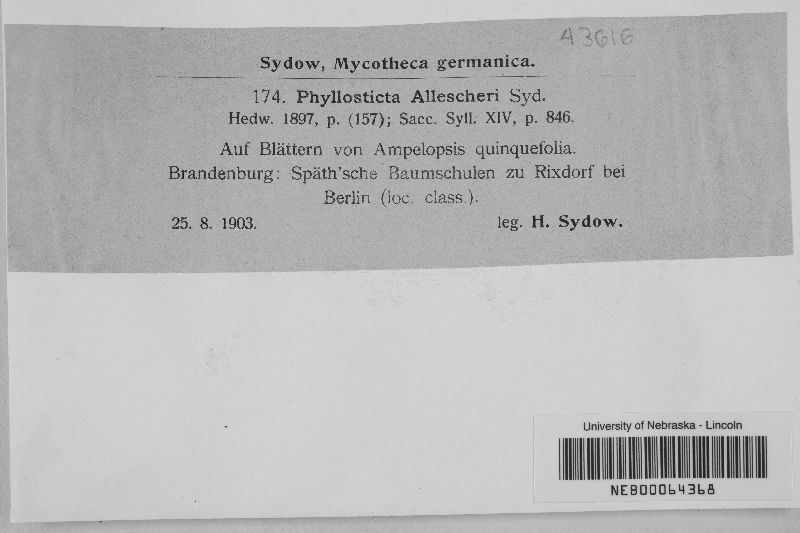 43616
Sydow, Mycotheca germanica.
174. Phyllosticta Allescheri Syd.
Hedw. 1897, p. (157); Sacc. Syll. XIV, p. 846.
Auf Blättern von Ampelopsis quinquefolia.
Brandenburg: Späth'sche Baumschulen zu Rixdorf bei
Berlin (loc. class.).
25. 8. 1903. leg. H. Sydow.
University of Nebraska - Lincoln
NEB00064368